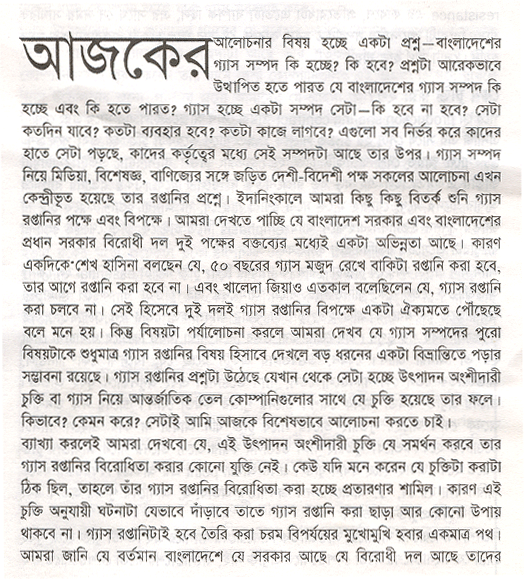 আজকের আলোচনার বিষয় হচ্ছে একটা প্রশ্ন—বাংলাদেশের
গ্যাস সম্পদ কি হচ্ছে? কি হবে? প্রশ্নটা আরেকভাবে
উত্থাপিত হতে পারত যে বাংলাদেশের গ্যাস সম্পদ কি
হচ্ছে এবং কি হতে পারত? গ্যাস হচ্ছে একটা সম্পদ সেটা—কি হবে না হবে? সেটা
কতদিন যাবে? কতটা ব্যবহার হবে? কতটা কাজে লাগবে? এগুলো সব নির্ভর করে কাদের
হাতে সেটা পড়ছে, কাদের কর্তৃত্বের মধ্যে সেই সম্পদটা আছে তার উপর। গ্যাস সম্পদ
নিয়ে মিডিয়া, বিশেষজ্ঞ, বাণিজ্যের সঙ্গে জড়িত দেশী-বিদেশী পক্ষ সকলের আলোচনা এখন
কেন্দ্রীভূত হয়েছে তার রপ্তানির প্রশ্নে। ইদানিংকালে আমরা কিছু কিছু বিতর্ক শুনি গ্যাস
রপ্তানির পক্ষে এবং বিপক্ষে। আমরা দেখতে পাচ্ছি যে বাংলাদেশ সরকার এবং বাংলাদেশের
প্রধান সরকার বিরোধী দল দুই পক্ষের বক্তব্যের মধ্যেই একটা অভিন্নতা আছে। কারণ
একদিকে শেখ হাসিনা বলছেন যে, ৫০ বছরের গ্যাস মজুদ রেখে বাকিটা রপ্তানি করা হবে,
তার আগে রপ্তানি করা হবে না। এবং খালেদা জিয়াও এতকাল বলেছিলেন যে, গ্যাস রপ্তানি
করা চলবে না। সেই হিসেবে দুই দলই গ্যাস রপ্তানির বিপক্ষে একটা ঐক্যমতে পৌঁছেছে
বলে মনে হয়। কিন্তু বিষয়টা পর্যালোচনা করলে আমরা দেখব যে গ্যাস সম্পদের পুরো
বিষয়টাকে শুধুমাত্র গ্যাস রপ্তানির বিষয় হিসাবে দেখলে বড় ধরনের একটা বিভ্রান্তিতে পড়ার
সম্ভাবনা রয়েছে। গ্যাস রপ্তানির প্রশ্নটা উঠেছে যেখান থেকে সেটা হচ্ছে উৎপাদন অংশীদারী
চুক্তি বা গ্যাস নিয়ে আন্তর্জাতিক তেল কোম্পানিগুলোর সাথে যে চুক্তি হয়েছে তার ফলে।
কিভাবে? কেমন করে? সেটাই আমি আজকে বিশেষভাবে আলোচনা করতে চাই।
ব্যাখ্যা করলেই আমরা দেখবো যে, এই উৎপাদন অংশীদারী চুক্তি যে সমর্থন করবে তার
গ্যাস রপ্তানির বিরোধিতা করার কোনো যুক্তি নেই। কেউ যদি মনে করেন যে চুক্তিটা করাটা
ঠিক ছিল, তাহলে তাঁর গ্যাস রপ্তানির বিরোধিতা করা হচ্ছে প্রতারণার শামিল। কারণ এই
চুক্তি অনুযায়ী ঘটনাটা যেভাবে দাঁড়াবে তাতে গ্যাস রপ্তানি করা ছাড়া আর কোনো উপায়
থাকবে না। গ্যাস রপ্তানিটাই হবে তৈরি করা চরম বিপর্যয়ের মুখোমুখি হবার একমাত্র পথ।
আমরা জানি যে বর্তমান বাংলাদেশে যে সরকার আছে যে বিরোধী দল আছে তাদের